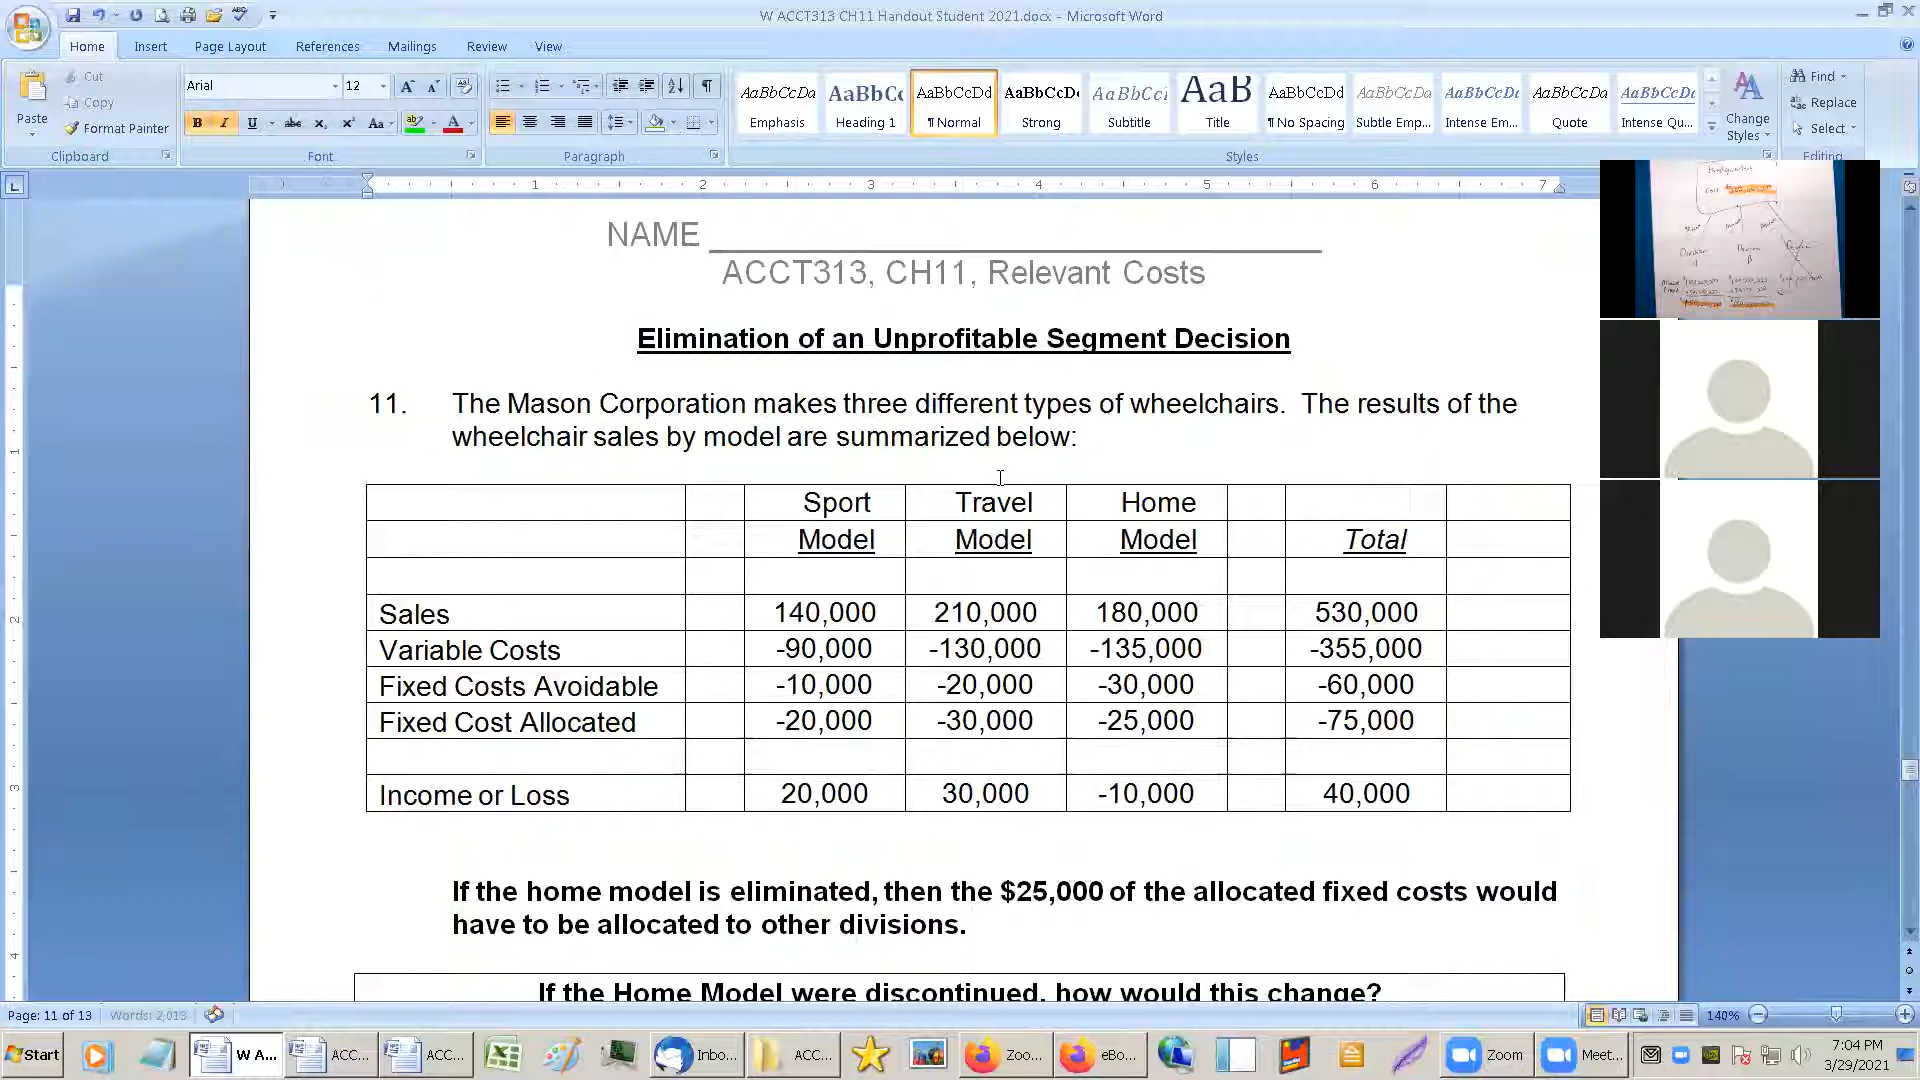 W ACCT313 CH11 Handout Student 2021.docx - Microsoft Word
Home Insert Page Layout References Mailings Review View
Paste
Cut
Copy
Format Painter
Clipboard
Arial 12
Font
Paragraph
AaBbCcDa AaBbCc AaBbCcDd AaBbCcDc AaBbCcI AaB AaBbCcDd AaBbCcDa AaBbCcDa AaBbCcDa AaBbCcDa
Emphasis Heading 1 ¶ Normal Strong Subtitle Title ¶ No Spacing Subtle Emp... Intense Em... Quote Intense Qu...
Change Styles
Styles
Find
Replace
Select
Editing
1 2 3 4 5 6 7
NAME
ACCT313, CH11, Relevant Costs
Elimination of an Unprofitable Segment Decision
11. The Mason Corporation makes three different types of wheelchairs. The results of the
wheelchair sales by model are summarized below:
Sport Travel Home
Model Model Model Total
Sales 140,000 210,000 180,000 530,000
Variable Costs -90,000 -130,000 -135,000 -355,000
Fixed Costs Avoidable -10,000 -20,000 -30,000 -60,000
Fixed Cost Allocated -20,000 -30,000 -25,000 -75,000
Income or Loss 20,000 30,000 -10,000 40,000
If the home model is eliminated, then the $25,000 of the allocated fixed costs would
have to be allocated to other divisions.
If the Home Model were discontinued, how would this change?
Page: 11 of 13 Words: 2,013 140%
Start W A... ACC... ACC... Inbo... ACC... Zoo... eBo... Zoom Meet... 7:04 PM
3/29/2021